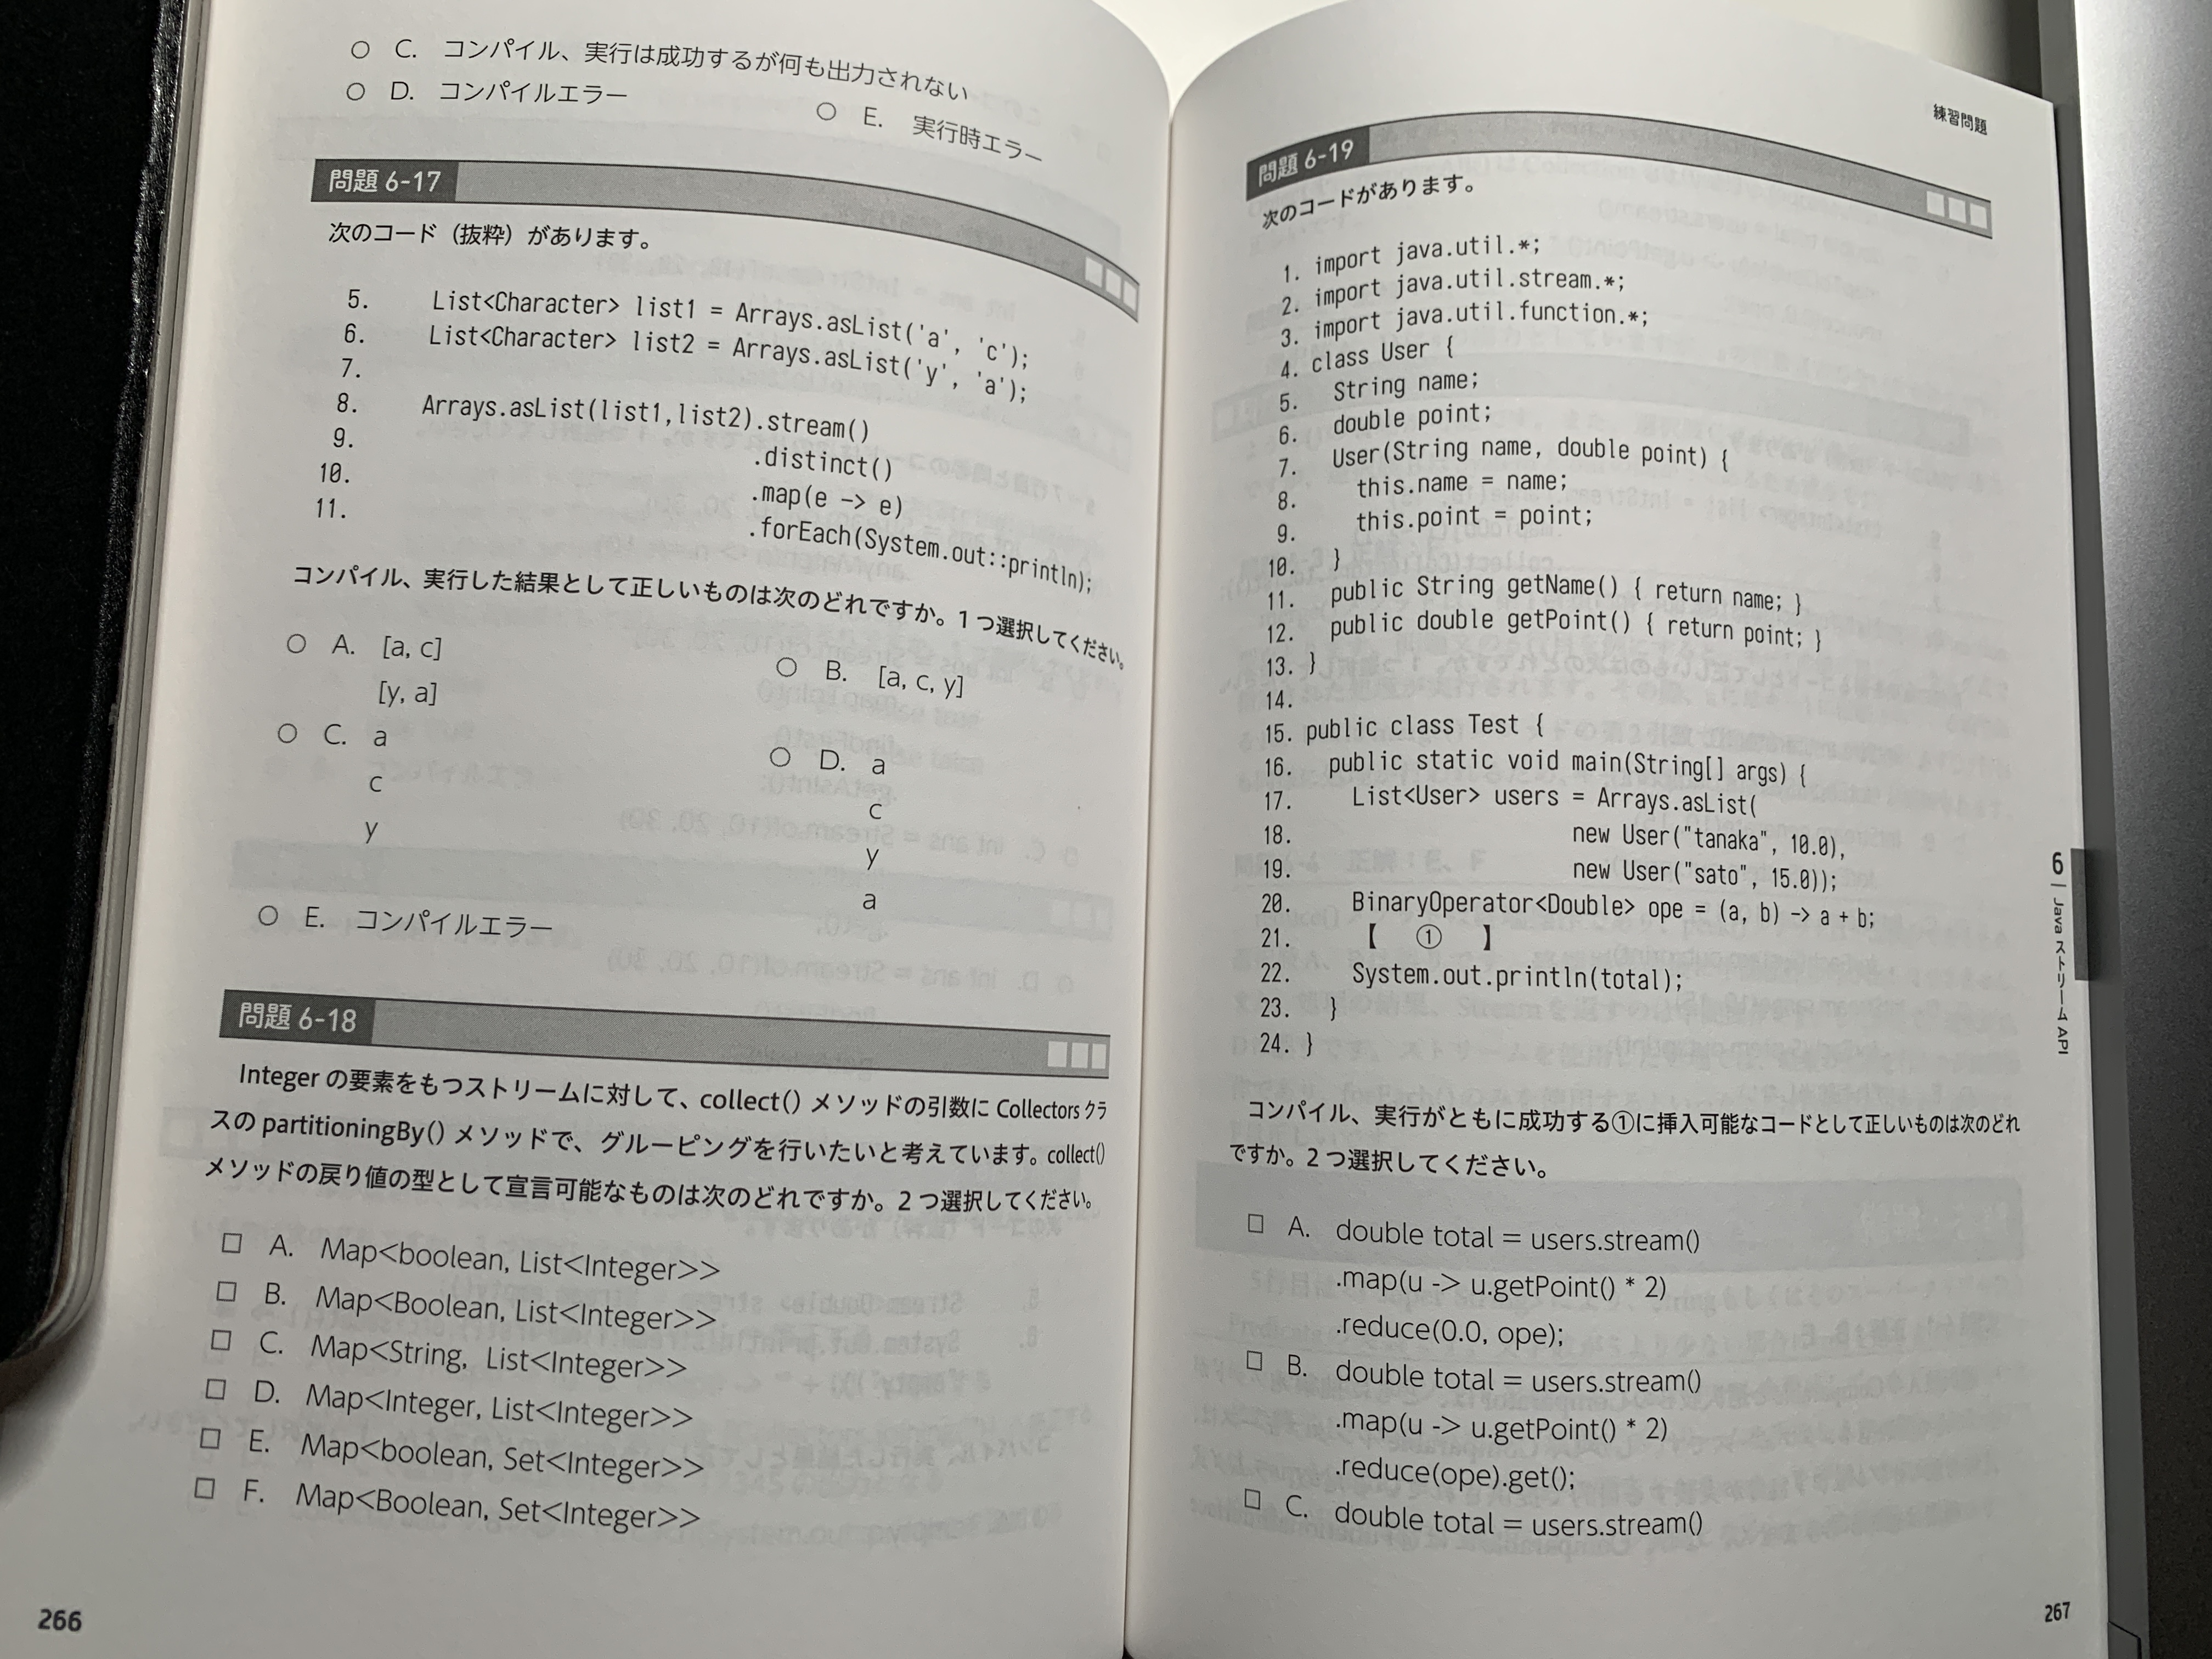 C. コンパイル、実行は成功するが何も出力されない
D. コンパイルエラー
E. 実行時エラー
問題 6-17
次のコード（抜粋）があります。
5. List<Character> list1 = Arrays.asList('a', 'c');
6. List<Character> list2 = Arrays.asList('y', 'a');
7.
8. Arrays.asList(list1,list2).stream()
9. .distinct()
10. .map(e -> e)
11. .forEach(System.out::println);
コンパイル、実行した結果として正しいものは次のどれですか。1つ選択してください。
A. [a, c]
[y, a]
B. [a, c, y]
C. a
c
y
D. a
c
y
a
E. コンパイルエラー
問題 6-18
Integer の要素をもつストリームに対して、collect() メソッドの引数に Collectors クラ
スの partitioningBy() メソッドで、グルーピングを行いたいと考えています。collect()
メソッドの戻り値の型として宣言可能なものは次のどれですか。2つ選択してください。
A. Map<boolean, List<Integer>>
B. Map<Boolean, List<Integer>>
C. Map<String, List<Integer>>
D. Map<Integer, List<Integer>>
E. Map<boolean, Set<Integer>>
F. Map<Boolean, Set<Integer>>
266
練習問題
問題 6-19
次のコードがあります。
1. import java.util.*;
2. import java.util.stream.*;
3. import java.util.function.*;
4. class User {
5. String name;
6. double point;
7. User(String name, double point) {
8. this.name = name;
9. this.point = point;
10. }
11. public String getName() { return name; }
12. public double getPoint() { return point; }
13. }
14.
15. public class Test {
16. public static void main(String[] args) {
17. List<User> users = Arrays.asList(
18. new User("tanaka", 10.0),
19. new User("sato", 15.0));
20. BinaryOperator<Double> ope = (a, b) -> a + b;
21. 【 ① 】
22. System.out.println(total);
23. }
24. }
コンパイル、実行がともに成功する①に挿入可能なコードとして正しいものは次のどれ
ですか。2つ選択してください。
A. double total = users.stream()
.map(u -> u.getPoint() * 2)
.reduce(0.0, ope);
B. double total = users.stream()
.map(u -> u.getPoint() * 2)
.reduce(ope).get();
C. double total = users.stream()
6 | Java ストリーム API
267